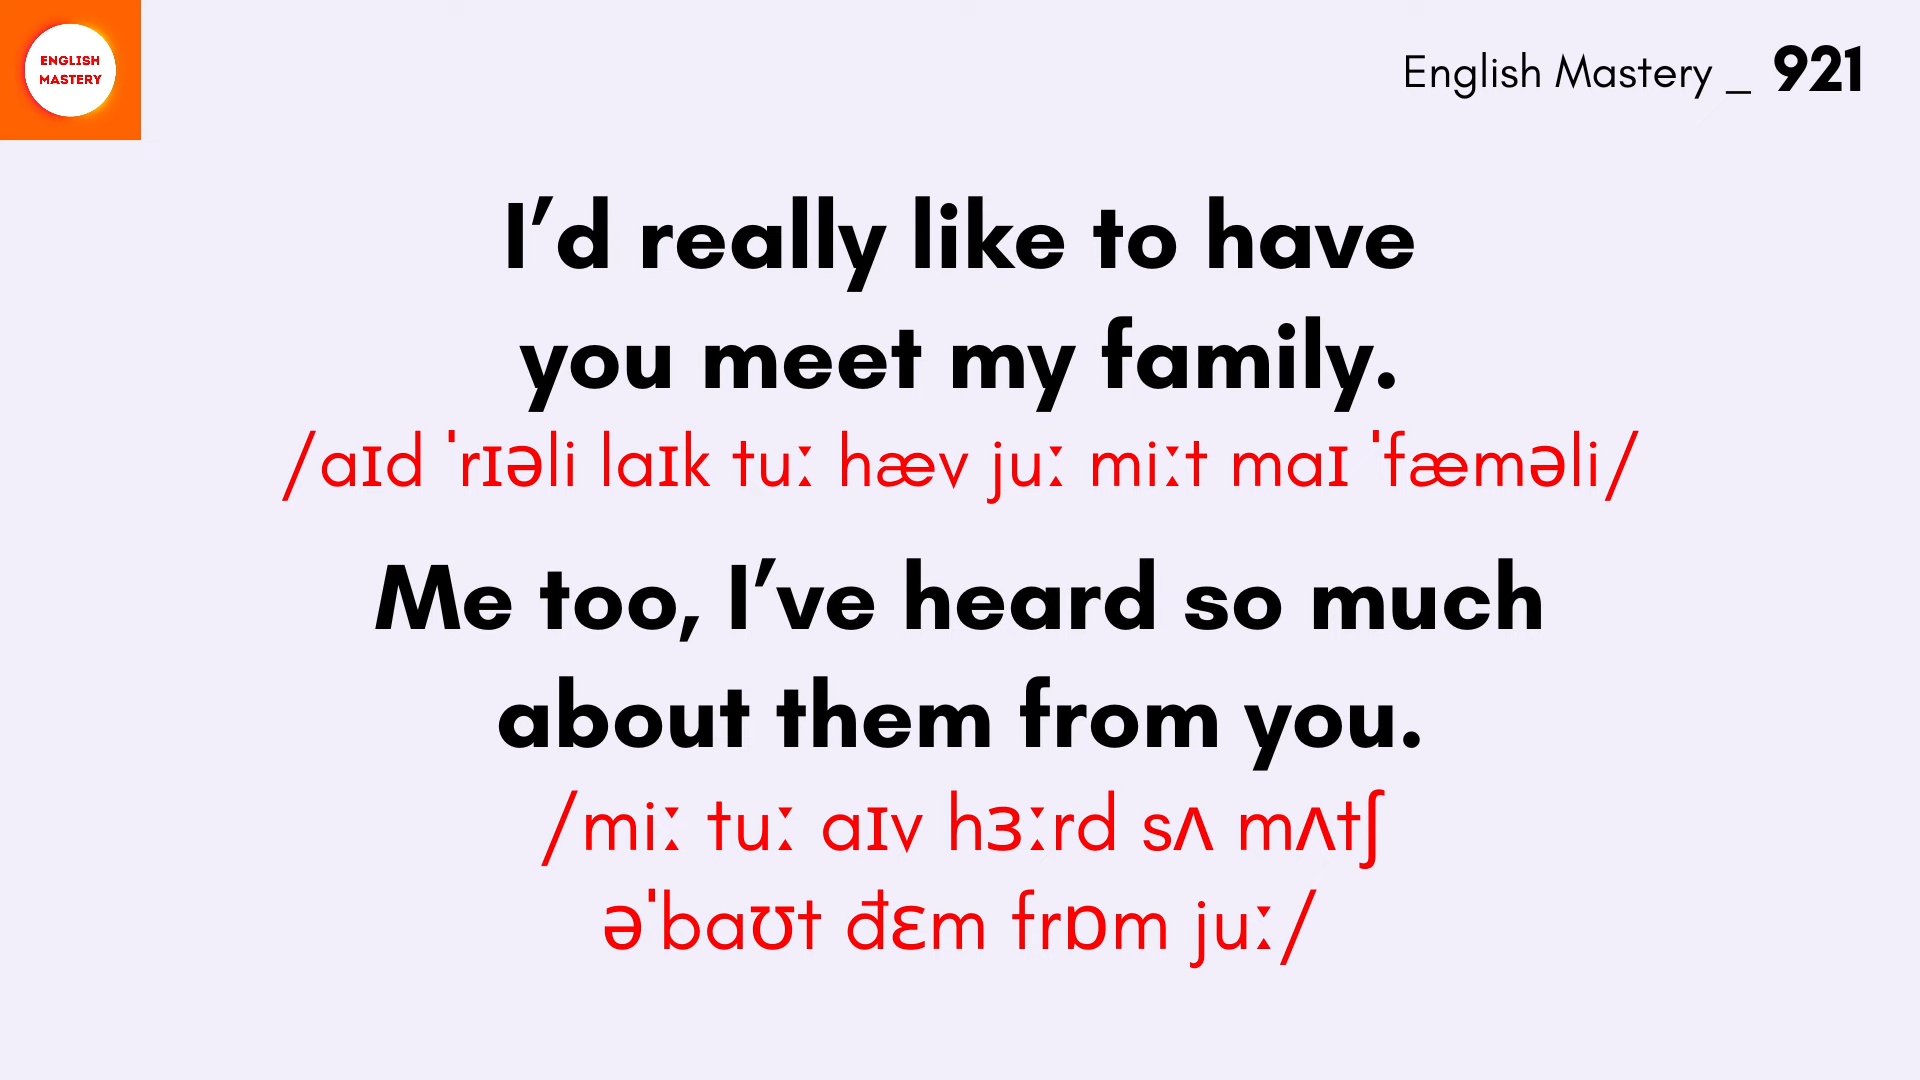 ENGLISH
MASTERY
English Mastery _ 921
I’d really like to have
you meet my family.
/aɪd ˈrɪəli laɪk tuː hæv juː miːt maɪ ˈfæməli/
Me too, I’ve heard so much
about them from you.
/miː tuː aɪv hɜːrd sʌ mʌtʃ
əˈbaʊt đɛm frɒm juː/